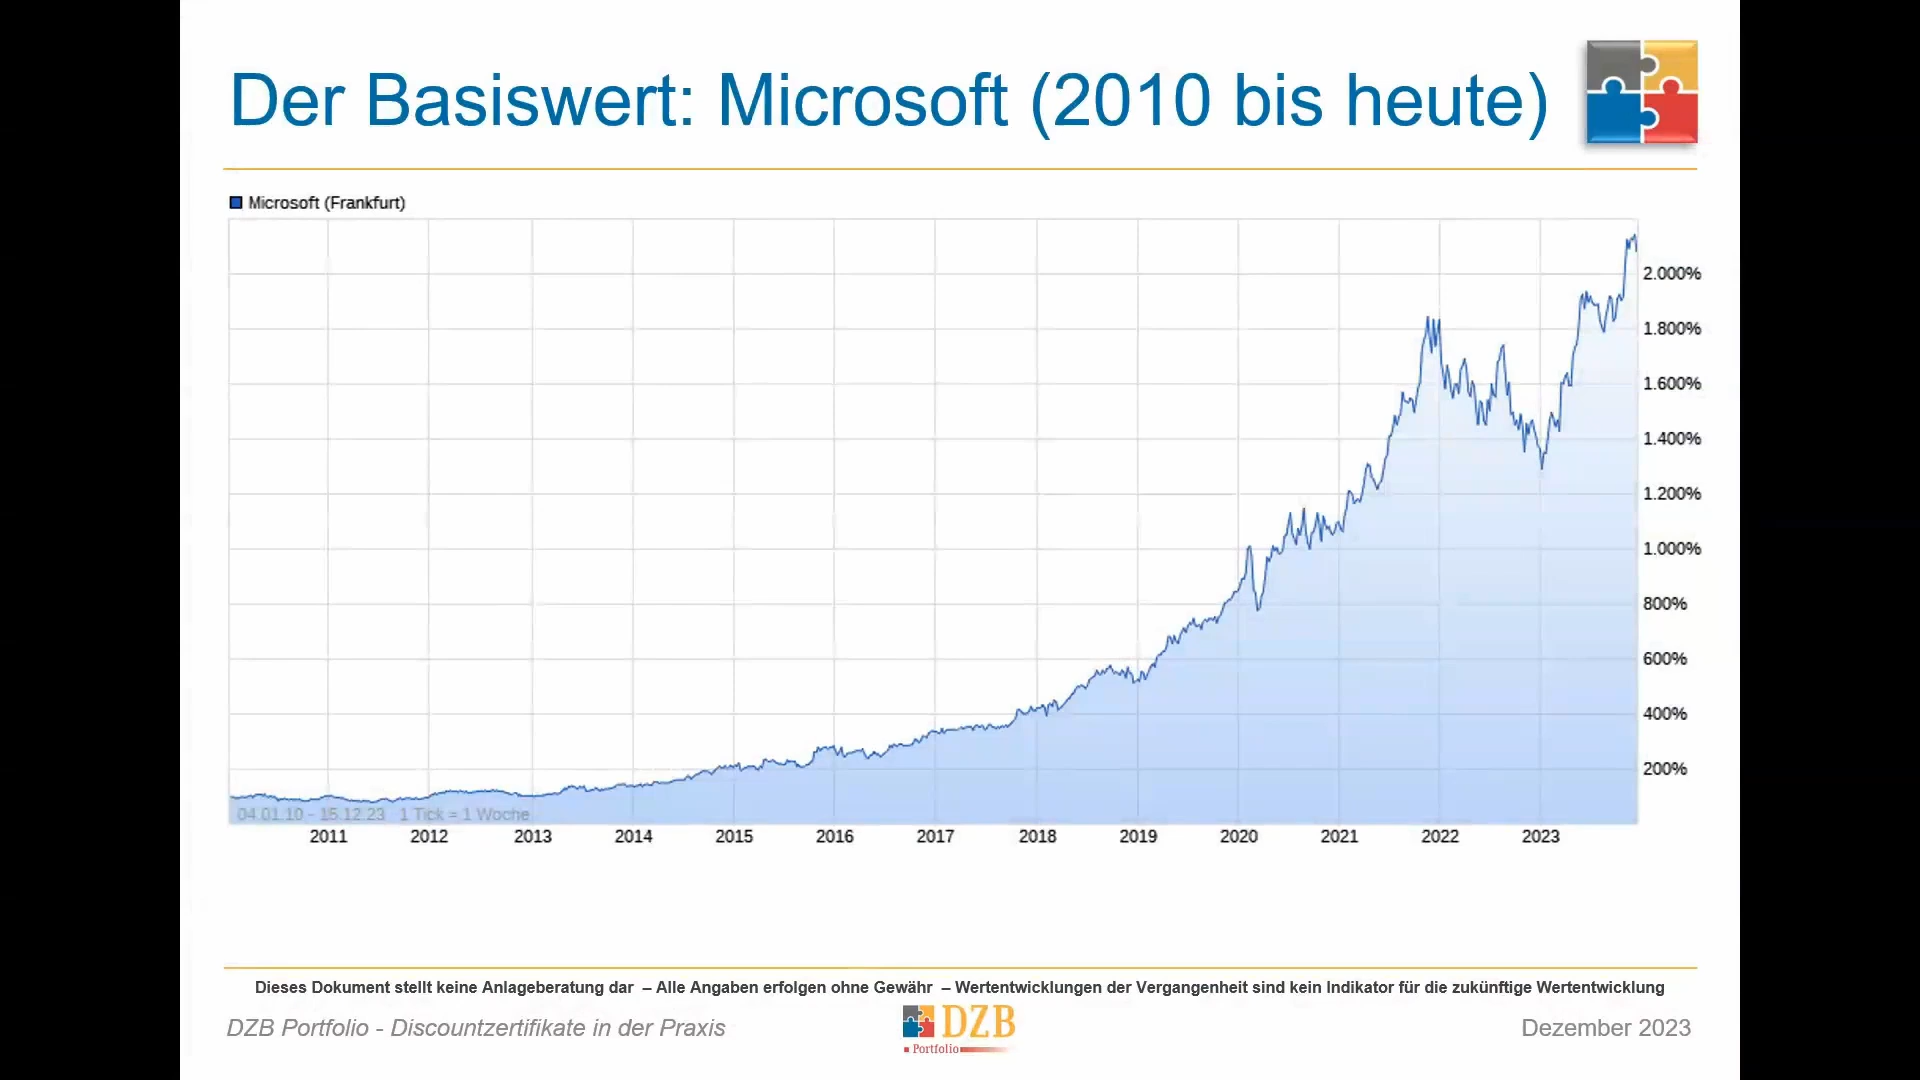 Der Basiswert: Microsoft (2010 bis heute)
Microsoft (Frankfurt)
2.000%
1.800%
1.600%
1.400%
1.200%
1.000%
800%
600%
400%
200%
04.01.10 - 15.12.23 1 Tick = 1 Woche
2011 2012 2013 2014 2015 2016 2017 2018 2019 2020 2021 2022 2023
Dieses Dokument stellt keine Anlageberatung dar – Alle Angaben erfolgen ohne Gewähr – Wertentwicklungen der Vergangenheit sind kein Indikator für die zukünftige Wertentwicklung
DZB Portfolio - Discountzertifikate in der Praxis
DZB
Portfolio
Dezember 2023